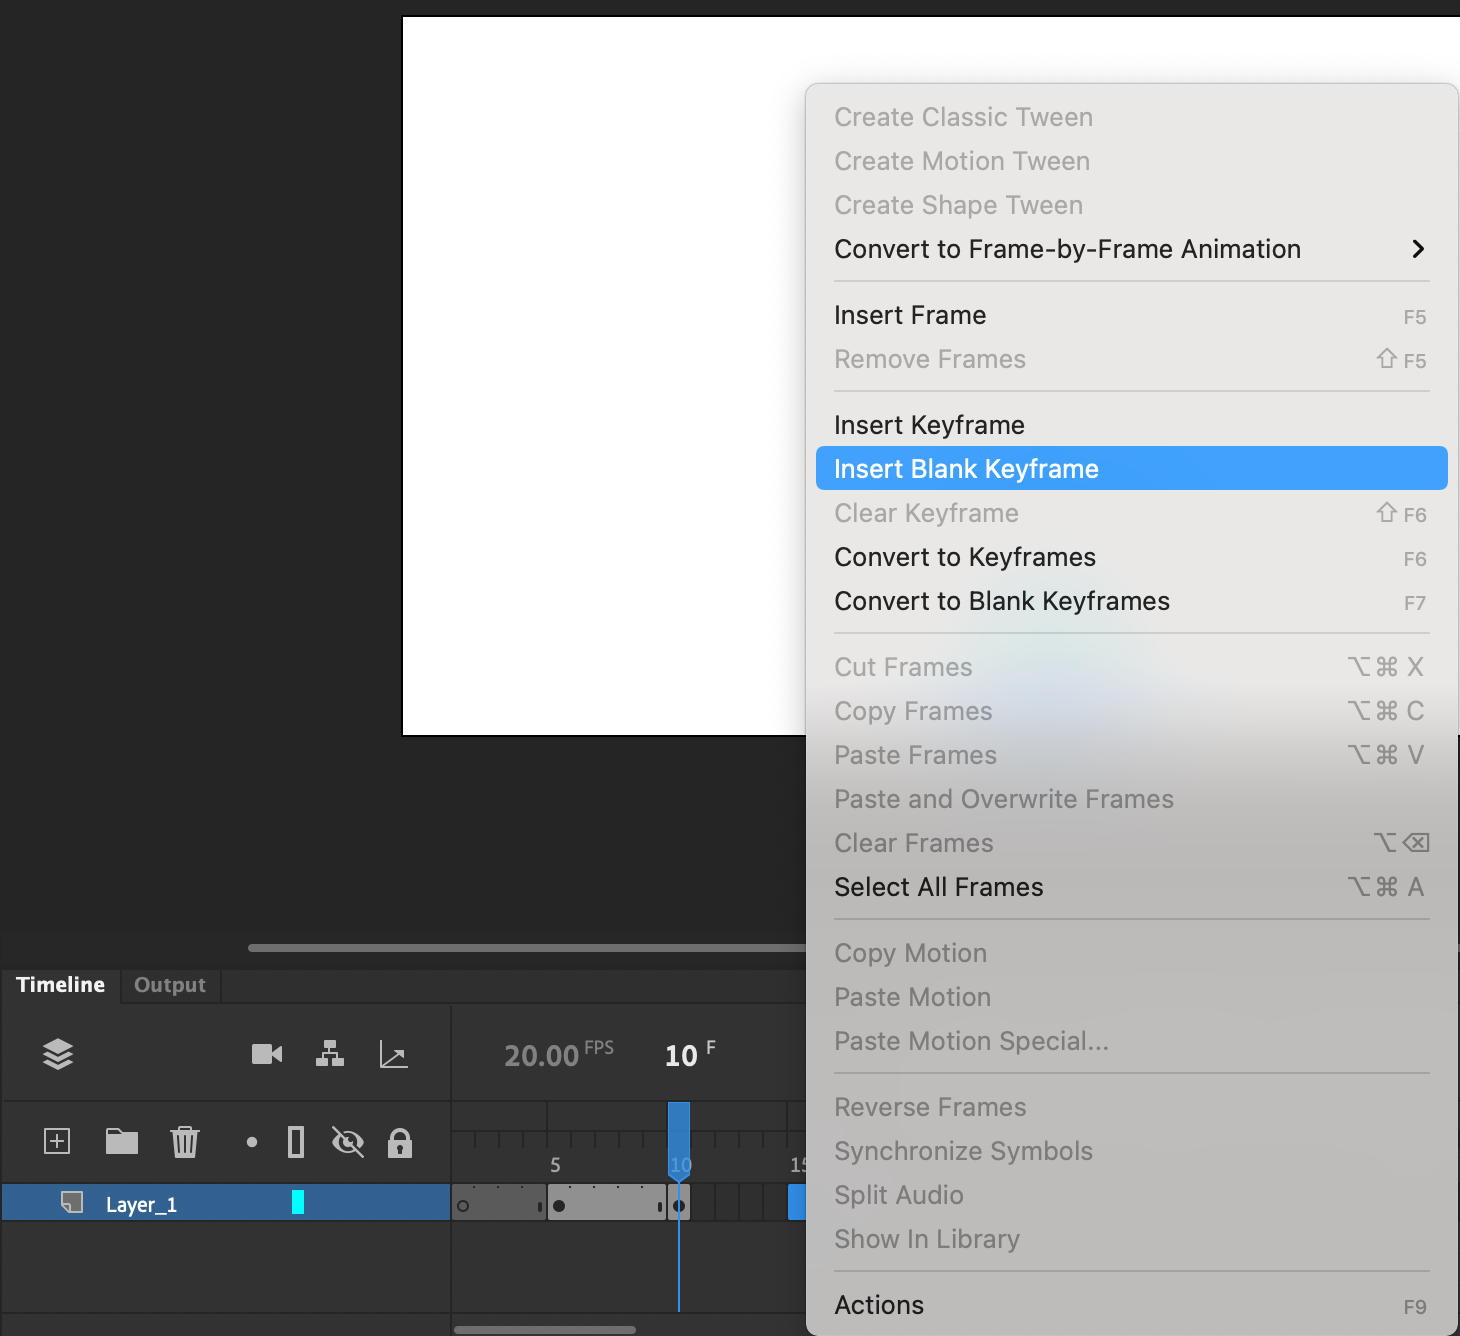 Create Classic Tween
Create Motion Tween
Create Shape Tween
Convert to Frame-by-Frame Animation
Insert Frame F5
Remove Frames ⇧ F5
Insert Keyframe
Insert Blank Keyframe
Clear Keyframe ⇧ F6
Convert to Keyframes F6
Convert to Blank Keyframes F7
Cut Frames ⌥⌘ X
Copy Frames ⌥⌘ C
Paste Frames ⌥⌘ V
Paste and Overwrite Frames
Clear Frames ⌥⌫
Select All Frames ⌥⌘ A
Copy Motion
Paste Motion
Paste Motion Special...
Reverse Frames
Synchronize Symbols
Split Audio
Show In Library
Actions F9
Timeline Output
20.00 FPS 10 F
5 10 15
Layer_1